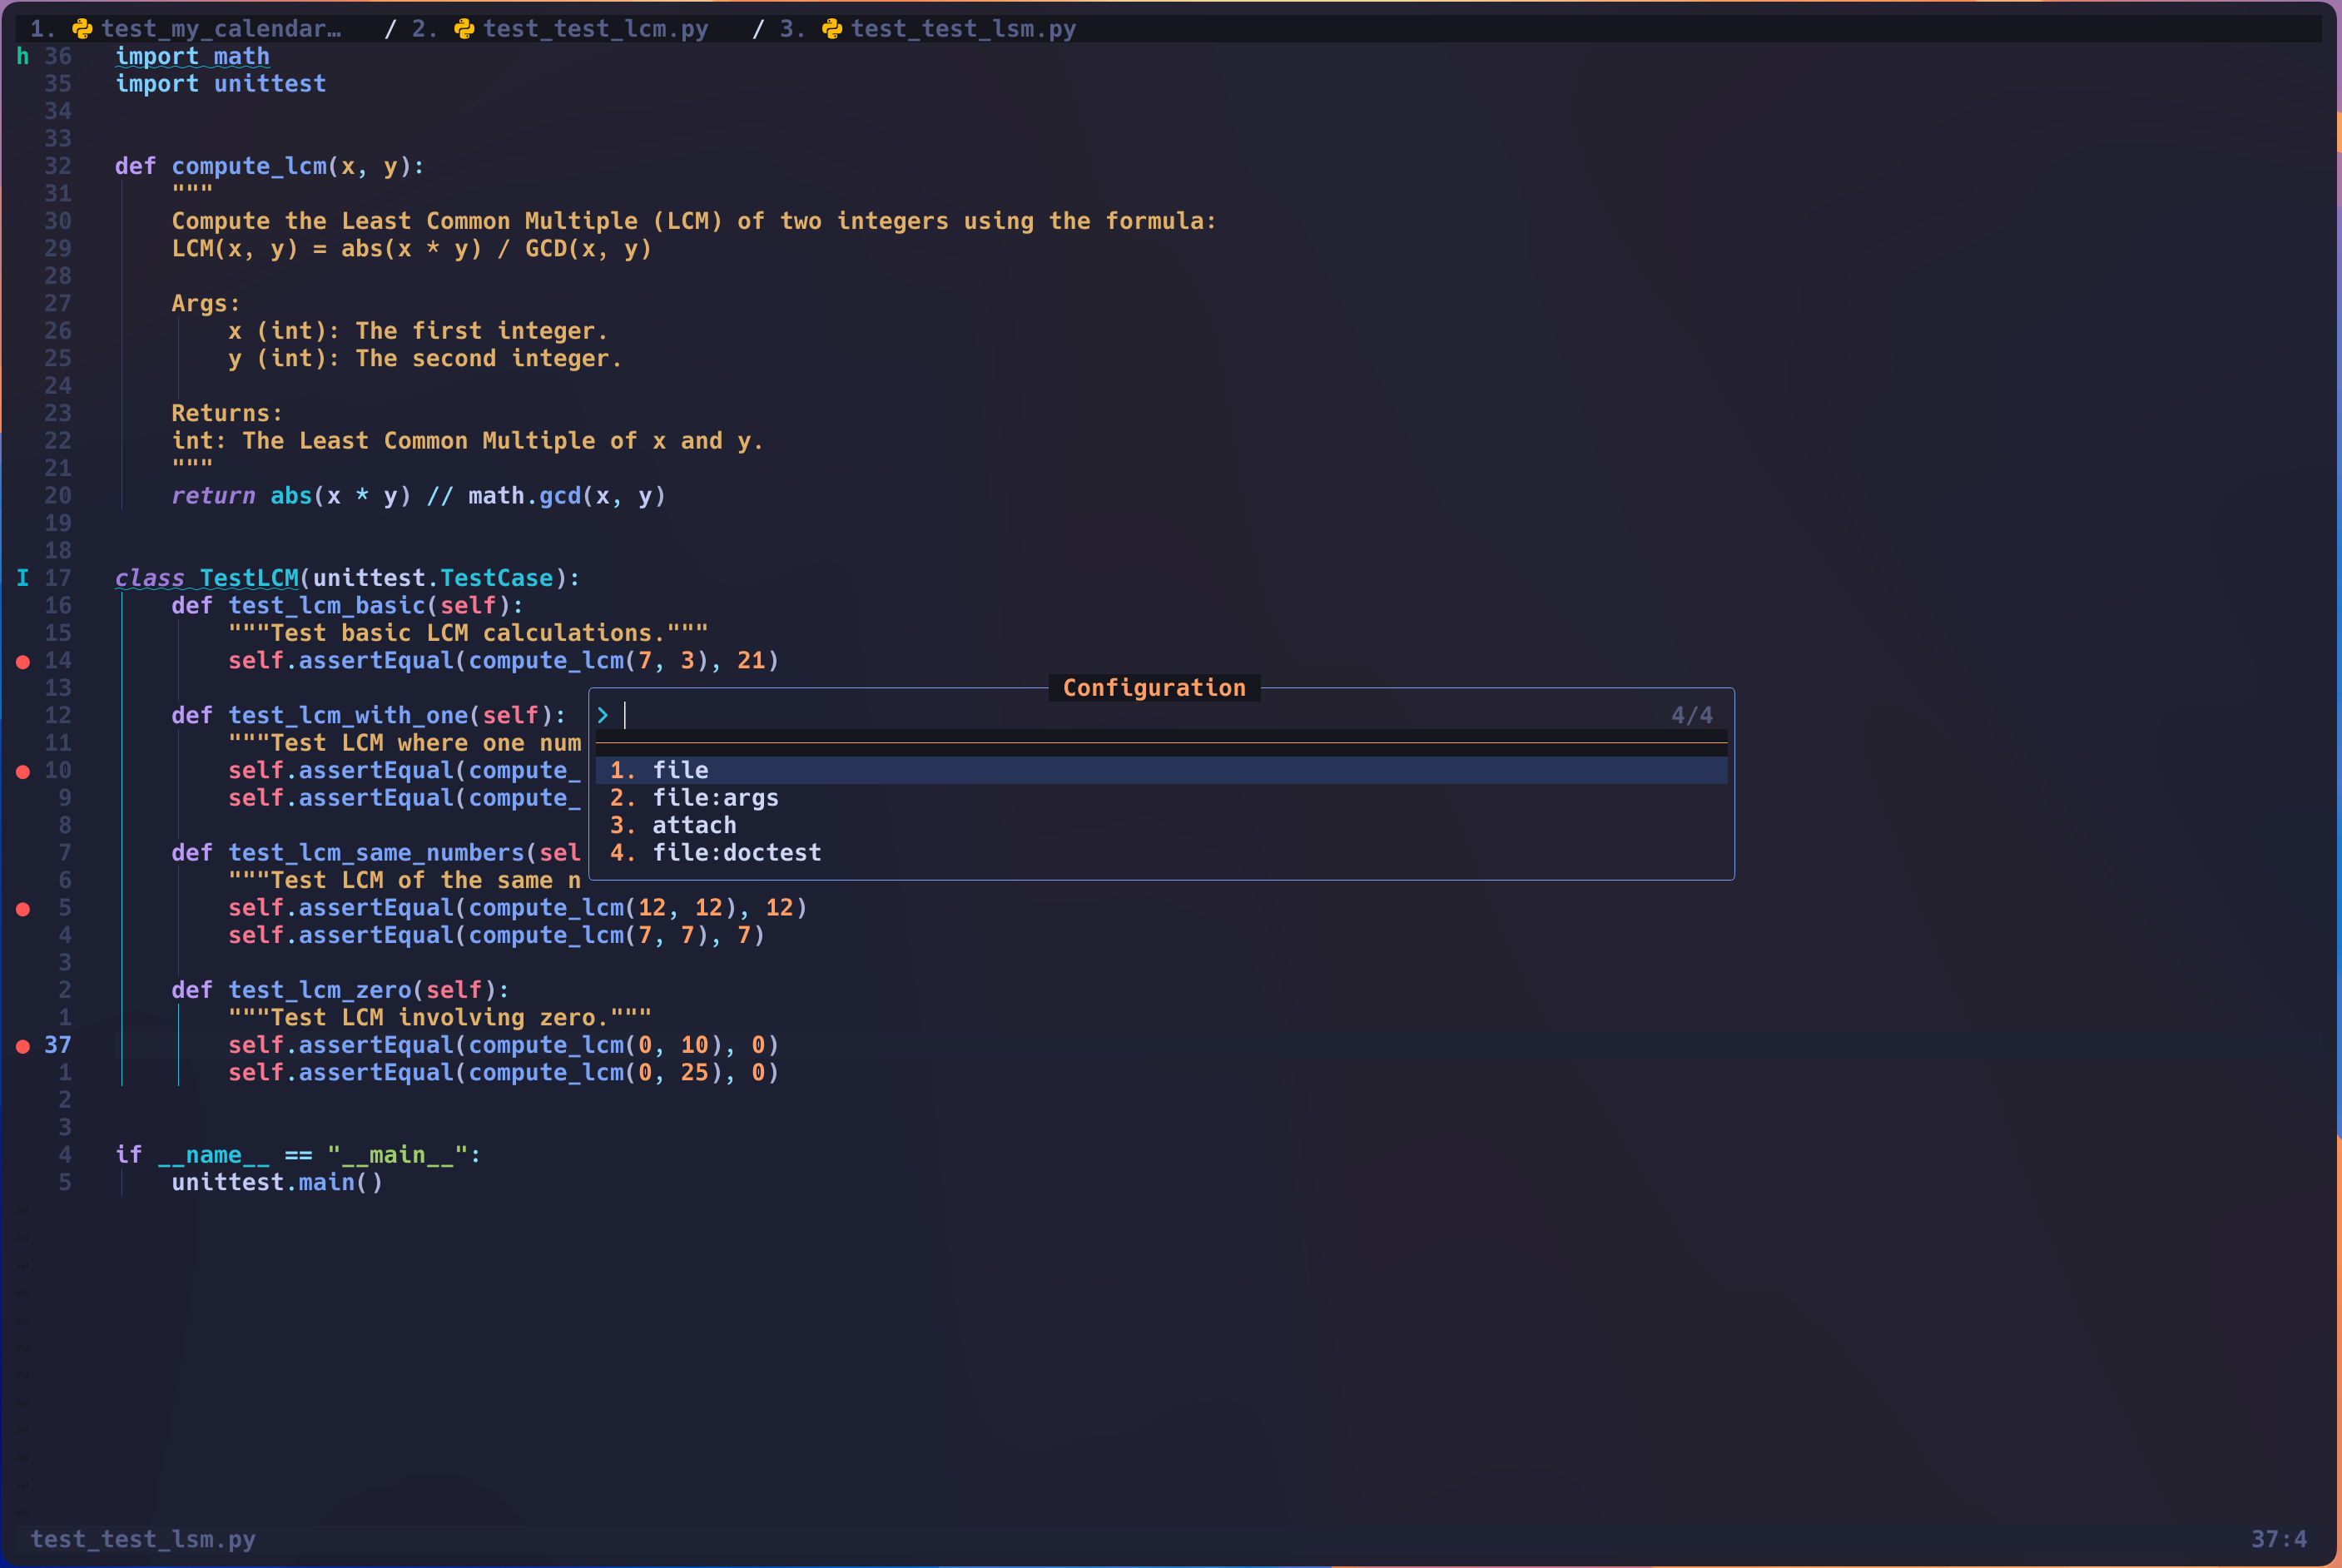 1. test_my_calendar… / 2. test_test_lcm.py / 3. test_test_lsm.py
h 36 import math
35 import unittest
34
33
32 def compute_lcm(x, y):
31 """
30 Compute the Least Common Multiple (LCM) of two integers using the formula:
29 LCM(x, y) = abs(x * y) / GCD(x, y)
28
27 Args:
26 x (int): The first integer.
25 y (int): The second integer.
24
23 Returns:
22 int: The Least Common Multiple of x and y.
21 """
20 return abs(x * y) // math.gcd(x, y)
19
18
I 17 class TestLCM(unittest.TestCase):
16 def test_lcm_basic(self):
15 """Test basic LCM calculations."""
14 self.assertEqual(compute_lcm(7, 3), 21)
13
12 def test_lcm_with_one(self):
11 """Test LCM where one num
10 self.assertEqual(compute_
9 self.assertEqual(compute_
8
7 def test_lcm_same_numbers(sel
6 """Test LCM of the same n
5 self.assertEqual(compute_lcm(12, 12), 12)
4 self.assertEqual(compute_lcm(7, 7), 7)
3
2 def test_lcm_zero(self):
1 """Test LCM involving zero."""
37 self.assertEqual(compute_lcm(0, 10), 0)
1 self.assertEqual(compute_lcm(0, 25), 0)
2
3
4 if __name__ == "__main__":
5 unittest.main()
Configuration
> 4/4
1. file
2. file:args
3. attach
4. file:doctest
~
~
~
~
~
~
~
~
~
~
~
~
test_test_lsm.py 37:4